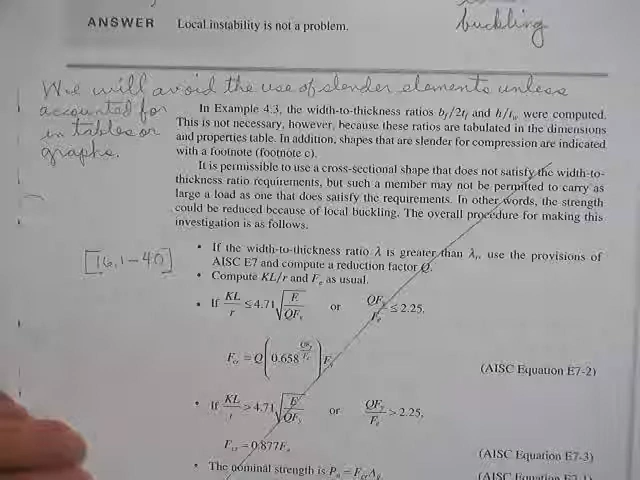 buckling
ANSWER Local instability is not a problem.
We will avoid the use of slender elements unless
accounted for
in tables or
graphs.
In Example 4.3, the width-to-thickness ratios b_f/2t_f and h/t_w were computed.
This is not necessary, however, because these ratios are tabulated in the dimensions
and properties table. In addition, shapes that are slender for compression are indicated
with a footnote (footnote c).
It is permissible to use a cross-sectional shape that does not satisfy the width-to-
thickness ratio requirements, but such a member may not be permitted to carry as
large a load as one that does satisfy the requirements. In other words, the strength
could be reduced because of local buckling. The overall procedure for making this
investigation is as follows.
[16.1-40]
• If the width-to-thickness ratio λ is greater than λ_r, use the provisions of
AISC E7 and compute a reduction factor Q.
• Compute KL/r and F_e as usual.
• If KL/r ≤ 4.71√(E/QF_y) or QF_y/F_e ≤ 2.25,
F_cr = Q(0.658^(QF_y/F_e))F_y
(AISC Equation E7-2)
• If KL/r > 4.71√(E/QF_y) or QF_y/F_e > 2.25,
F_cr = 0.877F_e
(AISC Equation E7-3)
• The nominal strength is P_n = F_cr A_g
(AISC Equation E7-1)